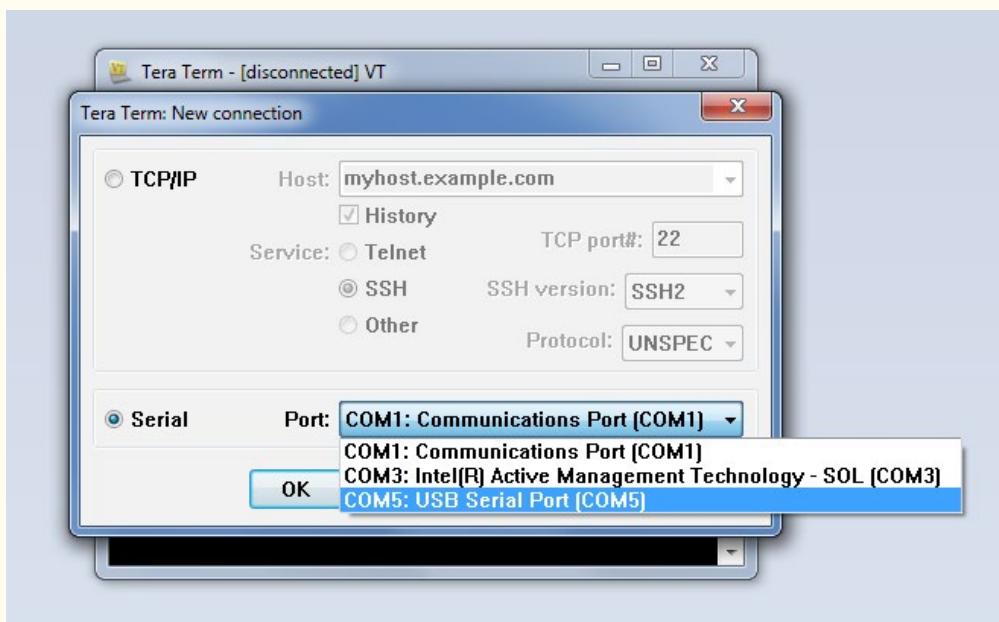 Tera Term - [disconnected] VT
Tera Term: New connection
TCP/IP Host: myhost.example.com
History
Service: Telnet TCP port#: 22
SSH SSH version: SSH2
Other Protocol: UNSPEC
Serial Port: COM1: Communications Port (COM1)
COM1: Communications Port (COM1)
COM3: Intel(R) Active Management Technology - SOL (COM3)
OK COM5: USB Serial Port (COM5)